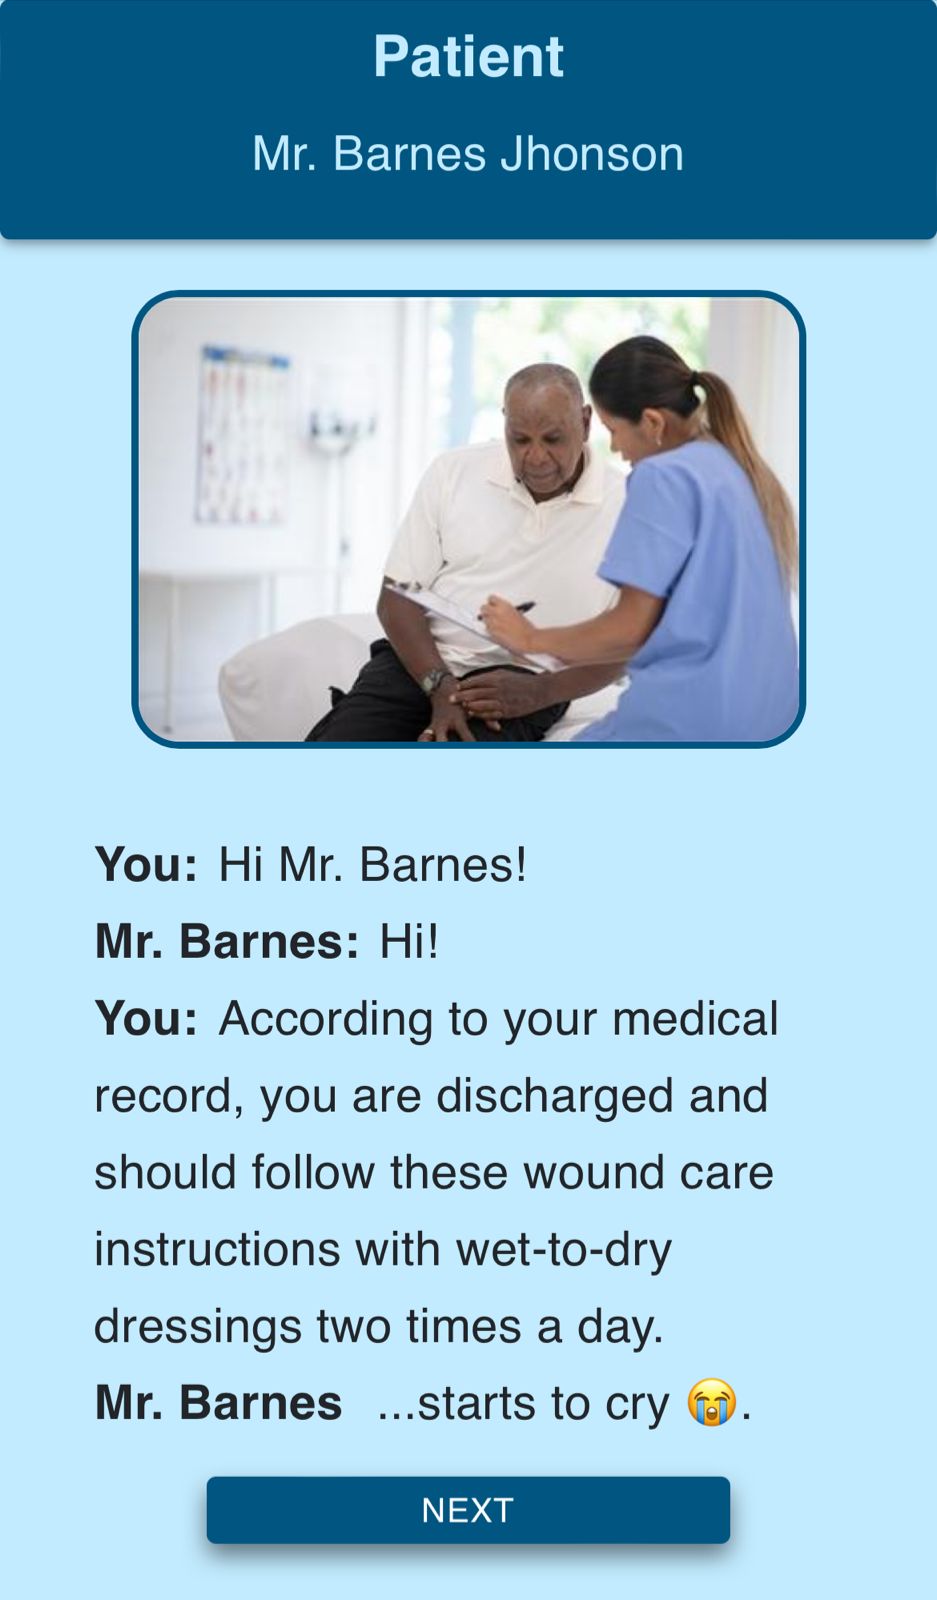 Patient
Mr. Barnes Jhonson
You: Hi Mr. Barnes!
Mr. Barnes: Hi!
You: According to your medical
record, you are discharged and
should follow these wound care
instructions with wet-to-dry
dressings two times a day.
Mr. Barnes ...starts to cry 😭.
NEXT